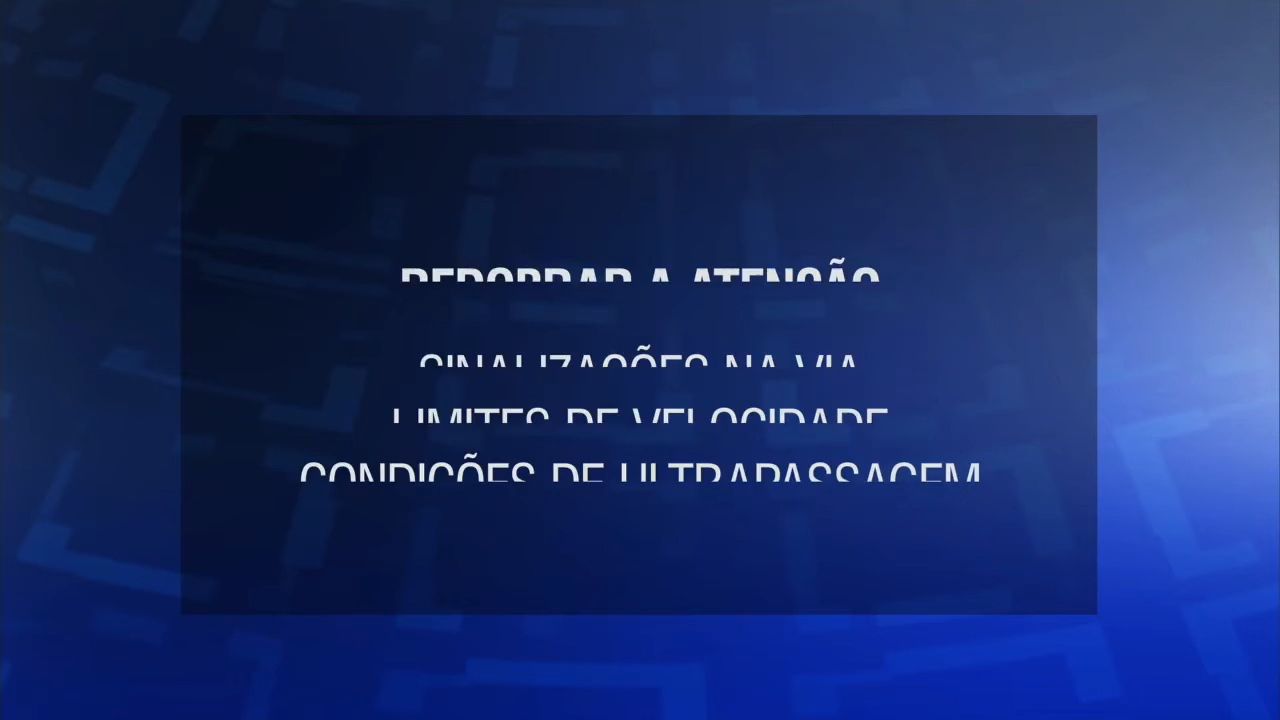 REDOBRAR A ATENÇÃO
SINALIZAÇÕES NA VIA
LIMITES DE VELOCIDADE
CONDIÇÕES DE ULTRAPASSAGEM